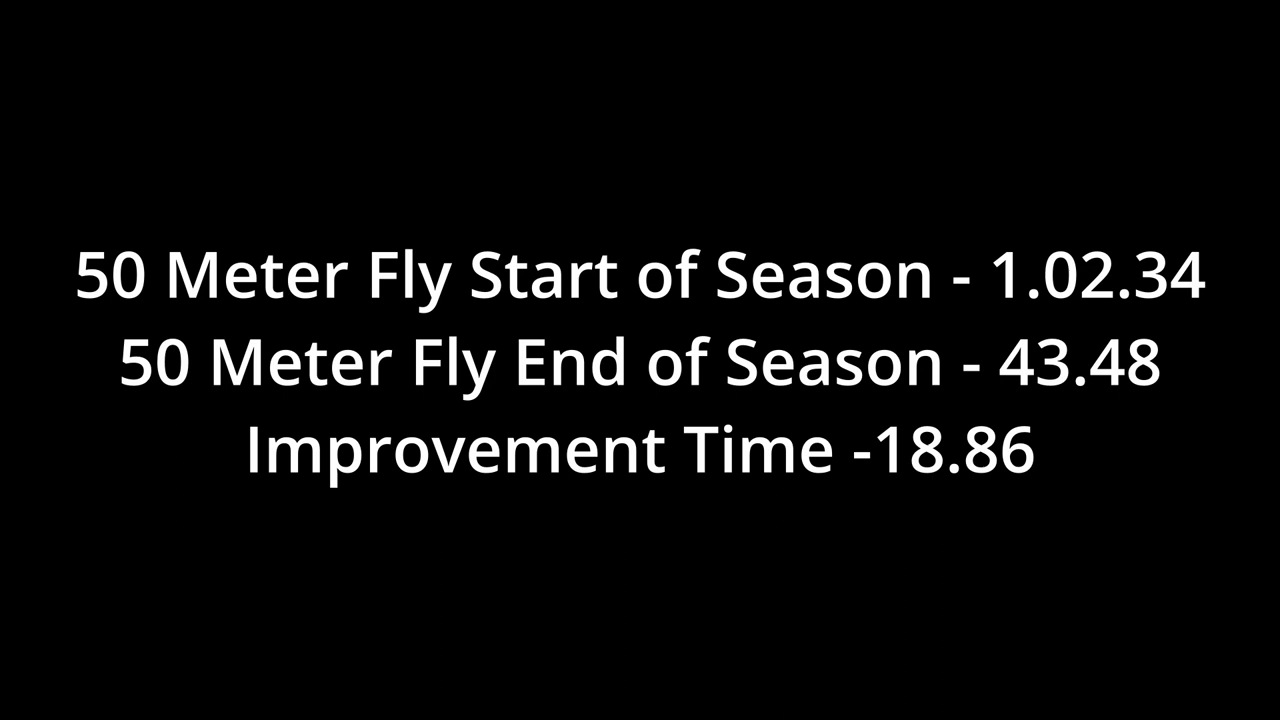 50 Meter Fly Start of Season - 1.02.34
50 Meter Fly End of Season - 43.48
Improvement Time -18.86